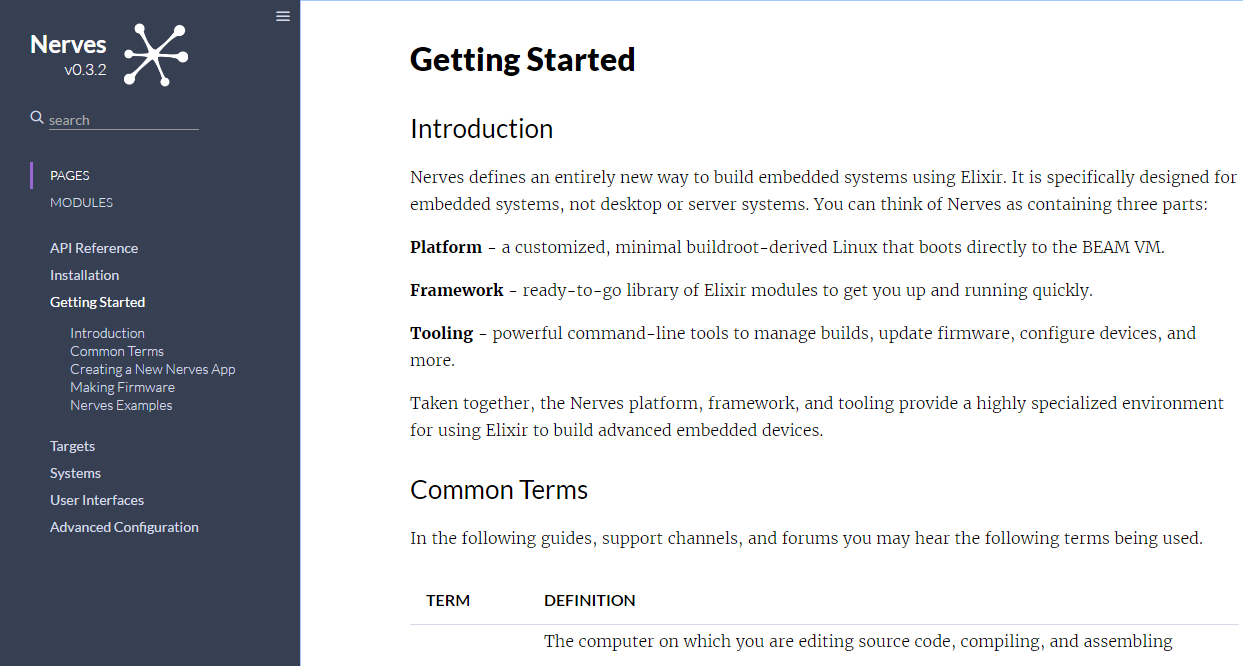 Nerves
v0.3.2
search
PAGES
MODULES
API Reference
Installation
Getting Started
Introduction
Common Terms
Creating a New Nerves App
Making Firmware
Nerves Examples
Targets
Systems
User Interfaces
Advanced Configuration
Getting Started
Introduction
Nerves defines an entirely new way to build embedded systems using Elixir. It is specifically designed for
embedded systems, not desktop or server systems. You can think of Nerves as containing three parts:
Platform - a customized, minimal buildroot-derived Linux that boots directly to the BEAM VM.
Framework - ready-to-go library of Elixir modules to get you up and running quickly.
Tooling - powerful command-line tools to manage builds, update firmware, configure devices, and
more.
Taken together, the Nerves platform, framework, and tooling provide a highly specialized environment
for using Elixir to build advanced embedded devices.
Common Terms
In the following guides, support channels, and forums you may hear the following terms being used.
TERM DEFINITION
The computer on which you are editing source code, compiling, and assembling